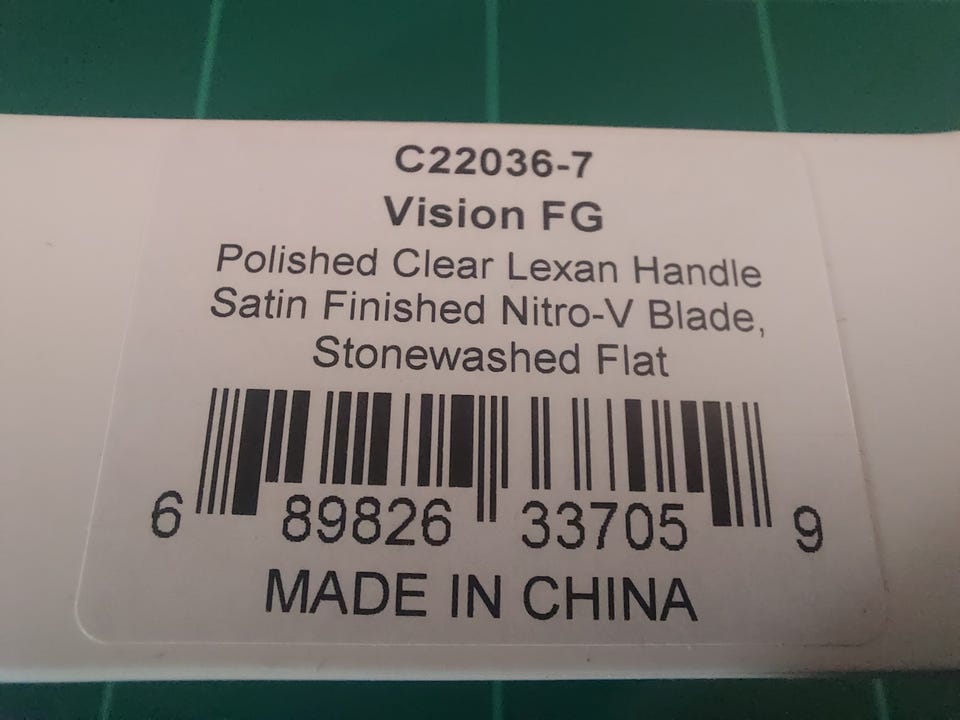 C22036-7
Vision FG
Polished Clear Lexan Handle
Satin Finished Nitro-V Blade,
Stonewashed Flat
6 89826 33705 9
MADE IN CHINA